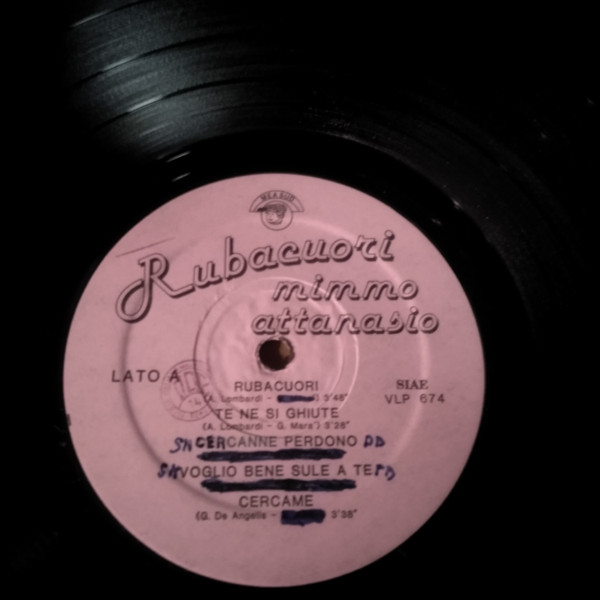 Rubacuori
mimmo
attanasio
LATO A
SIAE
VLP 674
RUBACUORI
(A. Lombardi - 3'48"
TE NE SI GHIUTE
(A. Lombardi - G. Mara') 3'28"
SN CERCANNE PERDONO DD
SN VOGLIO BENE SULE A TE DD
CERCAME
(G. De Angelis - 3'38"